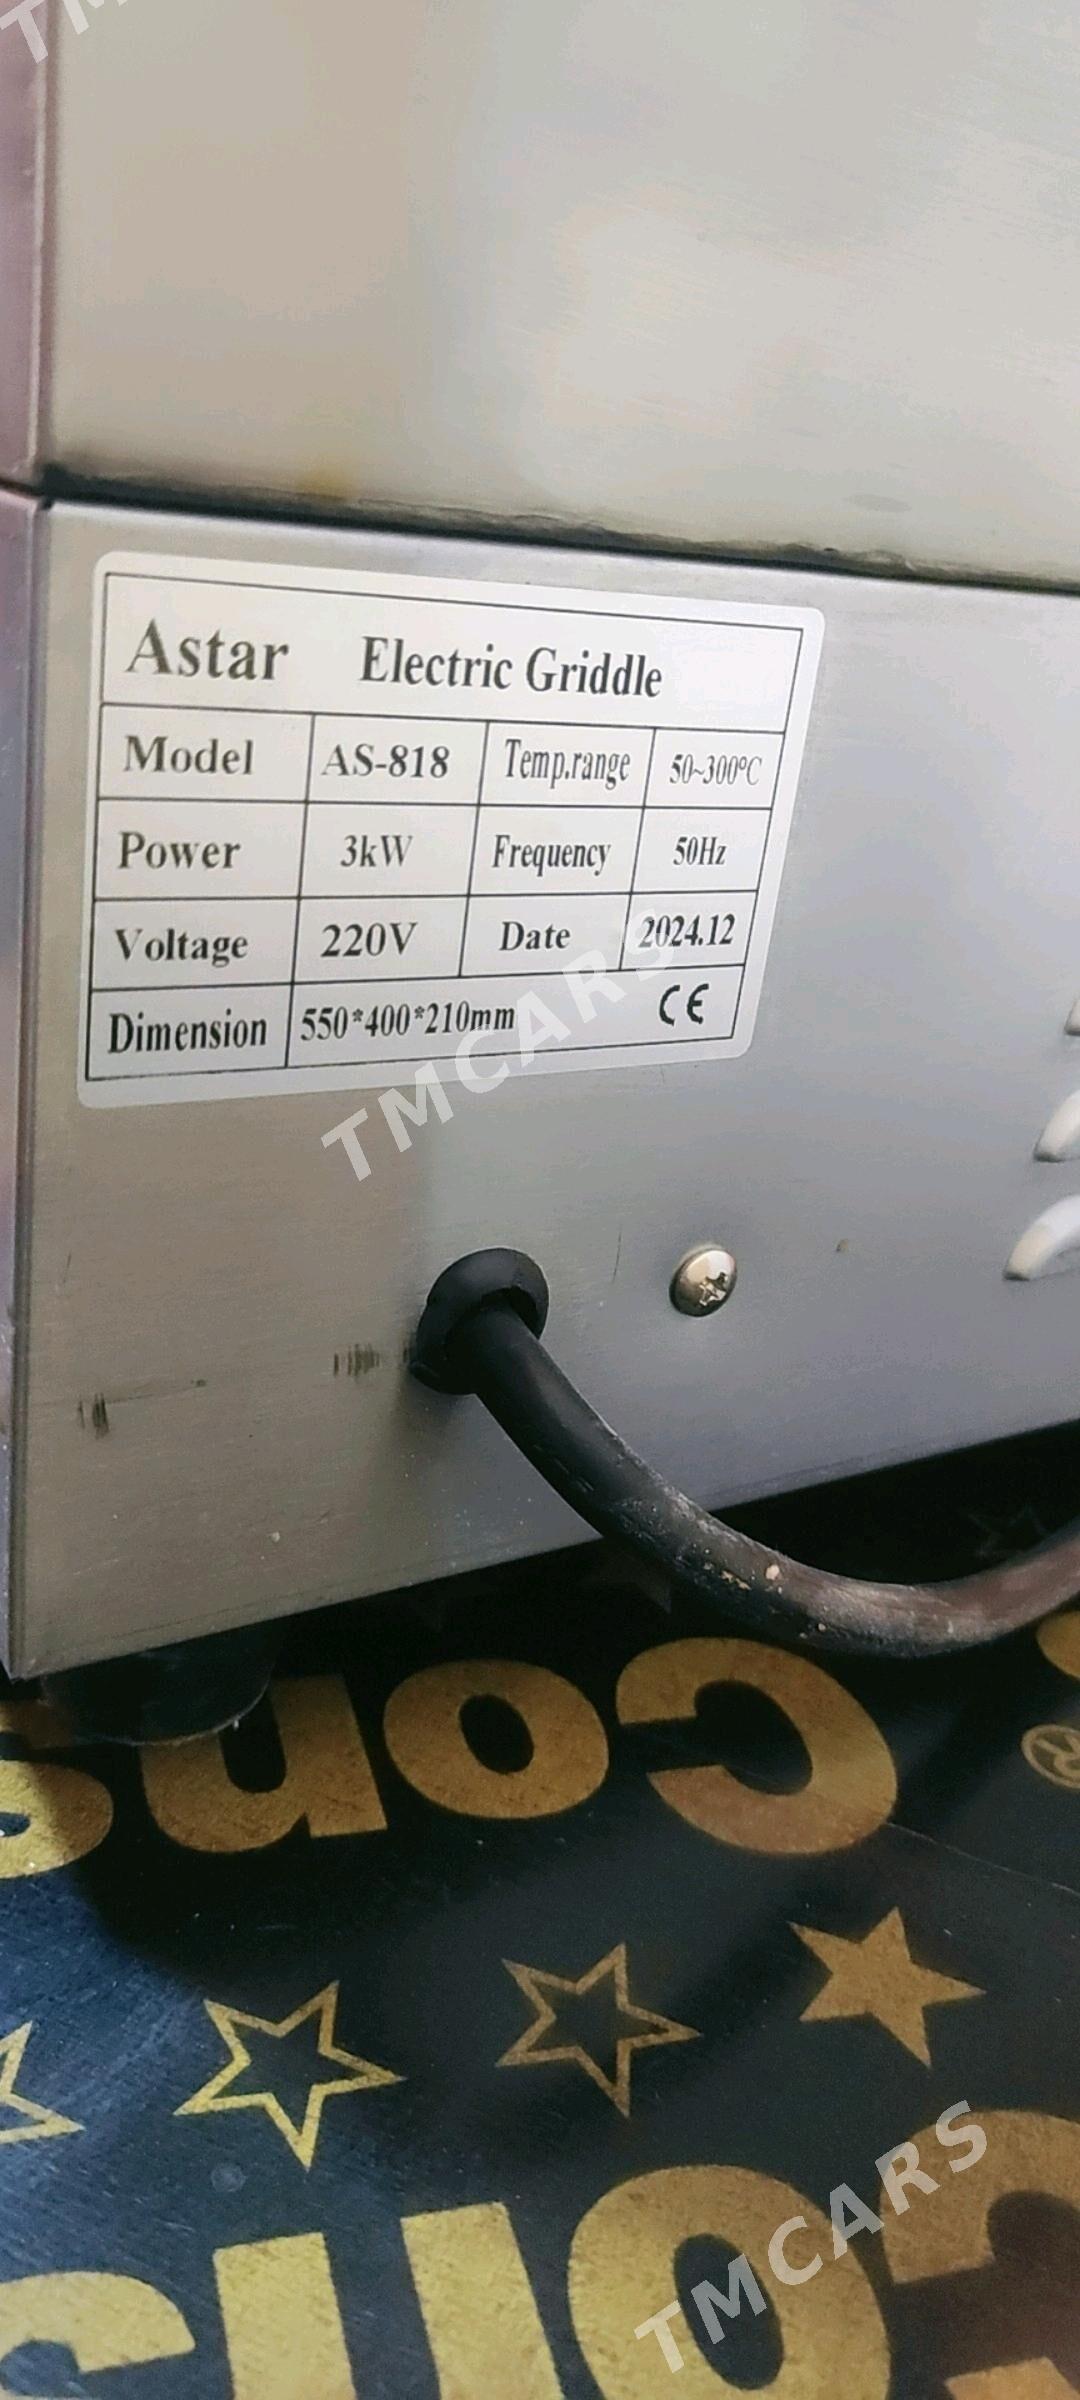 Astar Electric Griddle
Model AS-818 Temp.range 50~300℃
Power 3kW Frequency 50Hz
Voltage 220V Date 2024.12
Dimension 550*400*210mm CE
TMCARS
®
TMCARS